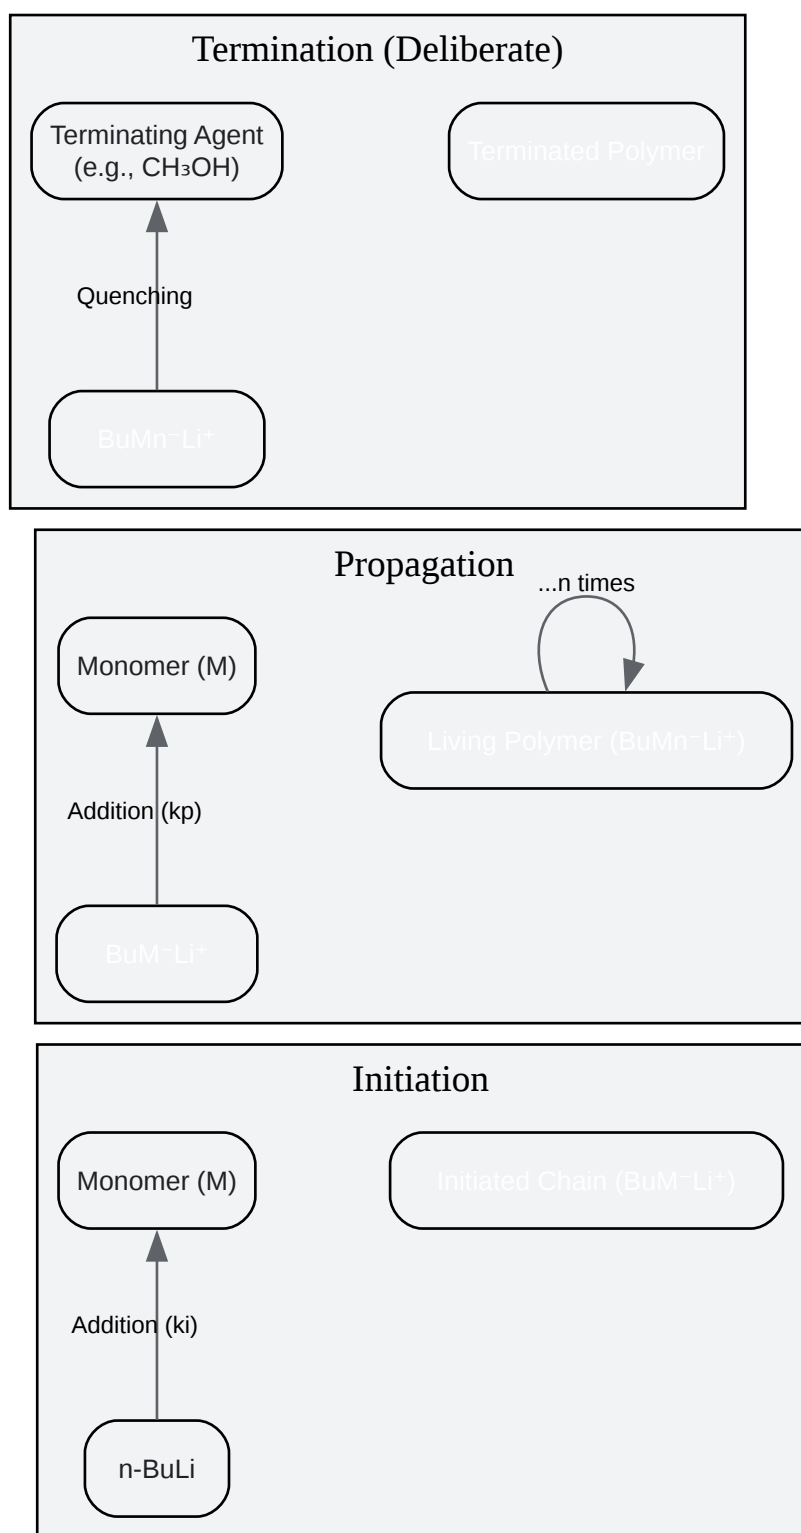 Termination (Deliberate)
Terminating Agent
(e.g., CH₃OH)
Terminated Polymer
Quenching
BuMn⁻Li⁺
Propagation
...n times
Monomer (M)
Living Polymer (BuMn⁻Li⁺)
Addition (kp)
BuM⁻Li⁺
Initiation
Monomer (M)
Initiated Chain (BuM⁻Li⁺)
Addition (ki)
n-BuLi